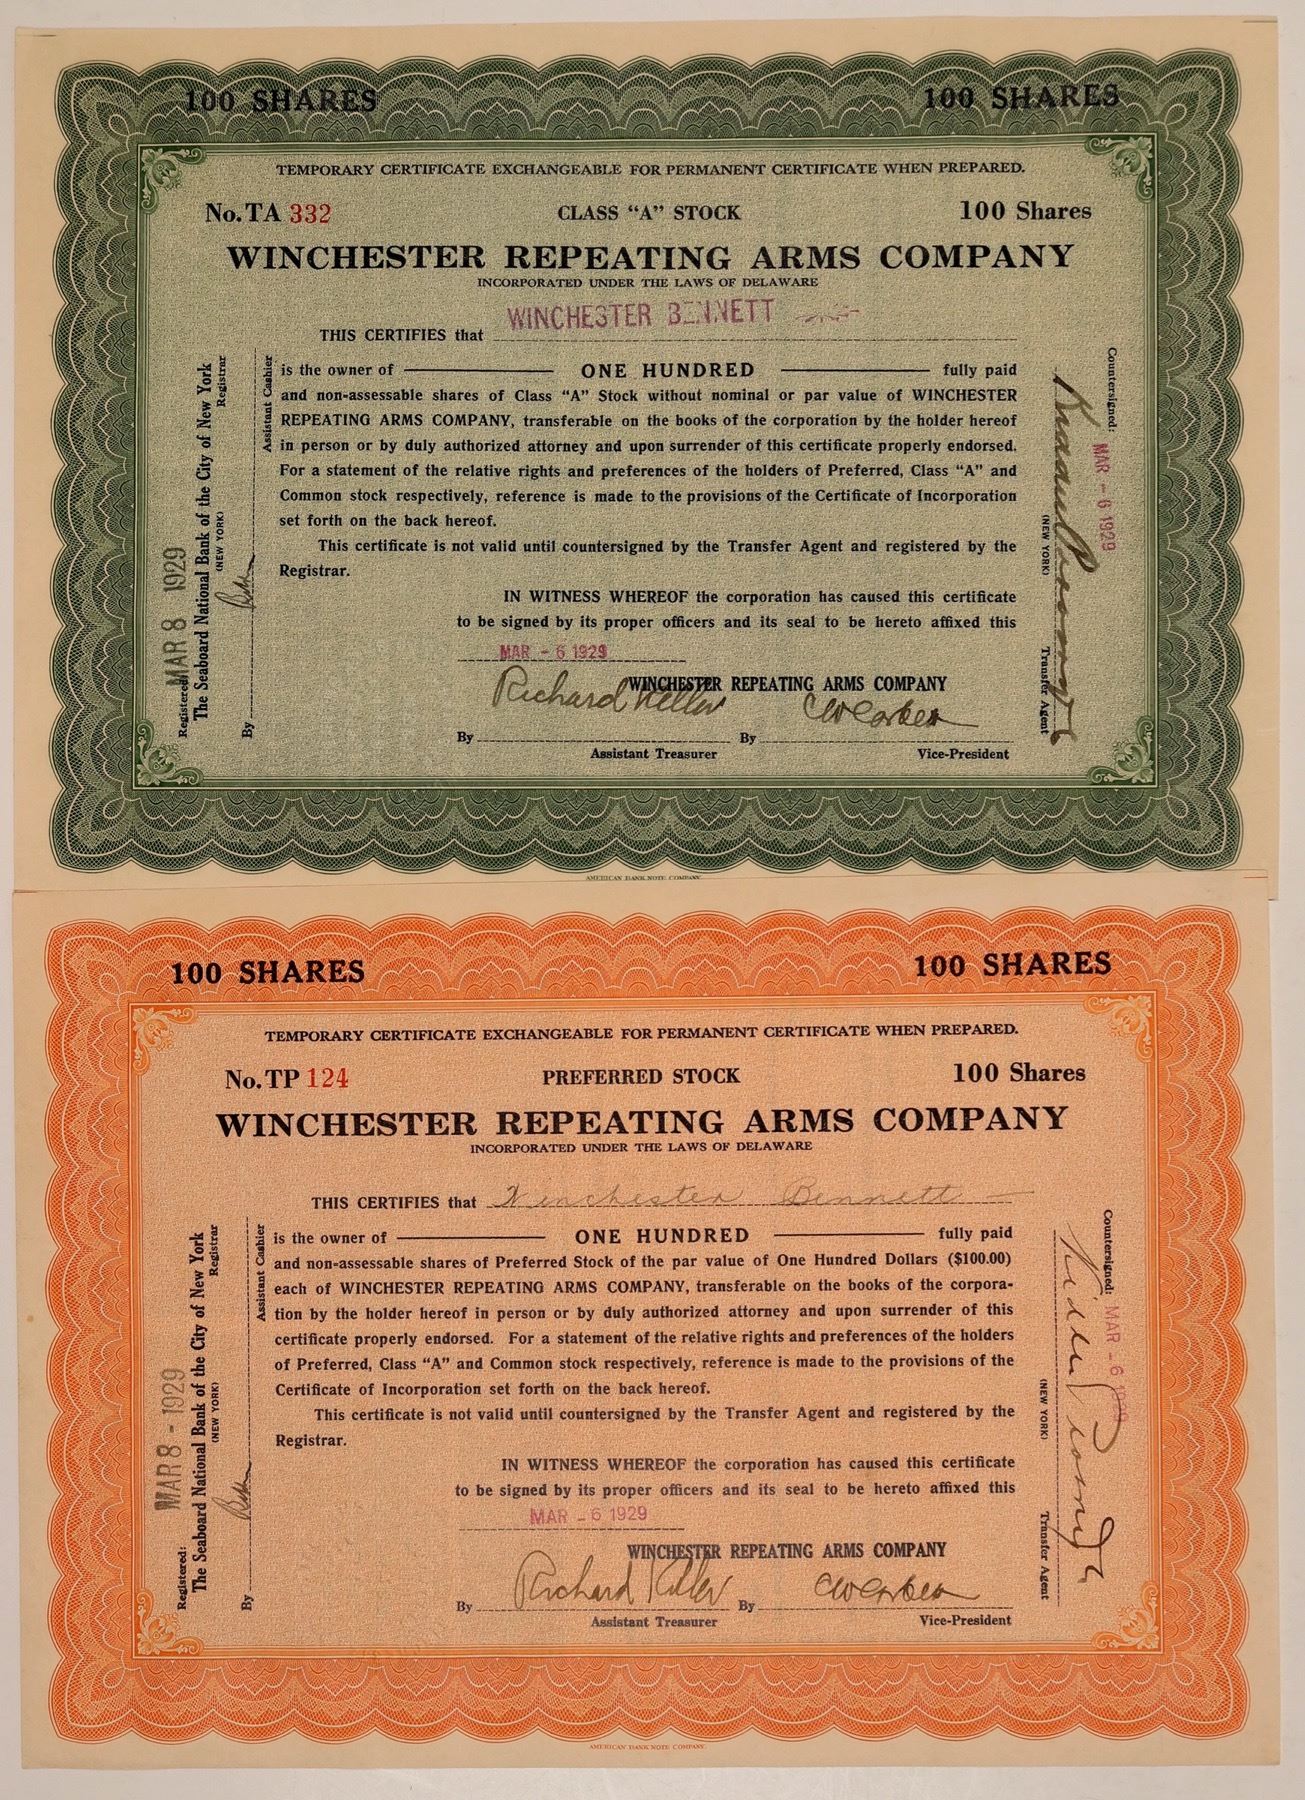 100 SHARES 100 SHARES
TEMPORARY CERTIFICATE EXCHANGEABLE FOR PERMANENT CERTIFICATE WHEN PREPARED.
No. TA 332 CLASS “A” STOCK 100 Shares
WINCHESTER REPEATING ARMS COMPANY
INCORPORATED UNDER THE LAWS OF DELAWARE
THIS CERTIFIES that WINCHESTER BENNETT
is the owner of ONE HUNDRED fully paid
and non-assessable shares of Class “A” Stock without nominal or par value of WINCHESTER
REPEATING ARMS COMPANY, transferable on the books of the corporation by the holder hereof
in person or by duly authorized attorney and upon surrender of this certificate properly endorsed.
For a statement of the relative rights and preferences of the holders of Preferred, Class “A” and
Common stock respectively, reference is made to the provisions of the Certificate of Incorporation
set forth on the back hereof.
This certificate is not valid until countersigned by the Transfer Agent and registered by the
Registrar.
IN WITNESS WHEREOF the corporation has caused this certificate
to be signed by its proper officers and its seal to be hereto affixed this
MAR - 6 1929
WINCHESTER REPEATING ARMS COMPANY
Richard Keller
By By
Assistant Treasurer Vice-President
Registered: MAR 8 1929
The Seaboard National Bank of the City of New York
(NEW YORK) Registrar
By Assistant Cashier
Countersigned: MAR - 6 1929
(NEW YORK) Transfer Agent
AMERICAN BANK NOTE COMPANY.
100 SHARES 100 SHARES
TEMPORARY CERTIFICATE EXCHANGEABLE FOR PERMANENT CERTIFICATE WHEN PREPARED.
No. TP 124 PREFERRED STOCK 100 Shares
WINCHESTER REPEATING ARMS COMPANY
INCORPORATED UNDER THE LAWS OF DELAWARE
THIS CERTIFIES that Winchester Bennett
is the owner of ONE HUNDRED fully paid
and non-assessable shares of Preferred Stock of the par value of One Hundred Dollars ($100.00)
each of WINCHESTER REPEATING ARMS COMPANY, transferable on the books of the corpora-
tion by the holder hereof in person or by duly authorized attorney and upon surrender of this
certificate properly endorsed. For a statement of the relative rights and preferences of the holders
of Preferred, Class “A” and Common stock respectively, reference is made to the provisions of the
Certificate of Incorporation set forth on the back hereof.
This certificate is not valid until countersigned by the Transfer Agent and registered by the
Registrar.
IN WITNESS WHEREOF the corporation has caused this certificate
to be signed by its proper officers and its seal to be hereto affixed this
MAR - 6 1929
WINCHESTER REPEATING ARMS COMPANY
Richard Keller
By By
Assistant Treasurer Vice-President
Registered: MAR 8 - 1929
The Seaboard National Bank of the City of New York
(NEW YORK) Registrar
By Assistant Cashier
Countersigned: MAR - 6 1929
(NEW YORK) Transfer Agent
AMERICAN BANK NOTE COMPANY.